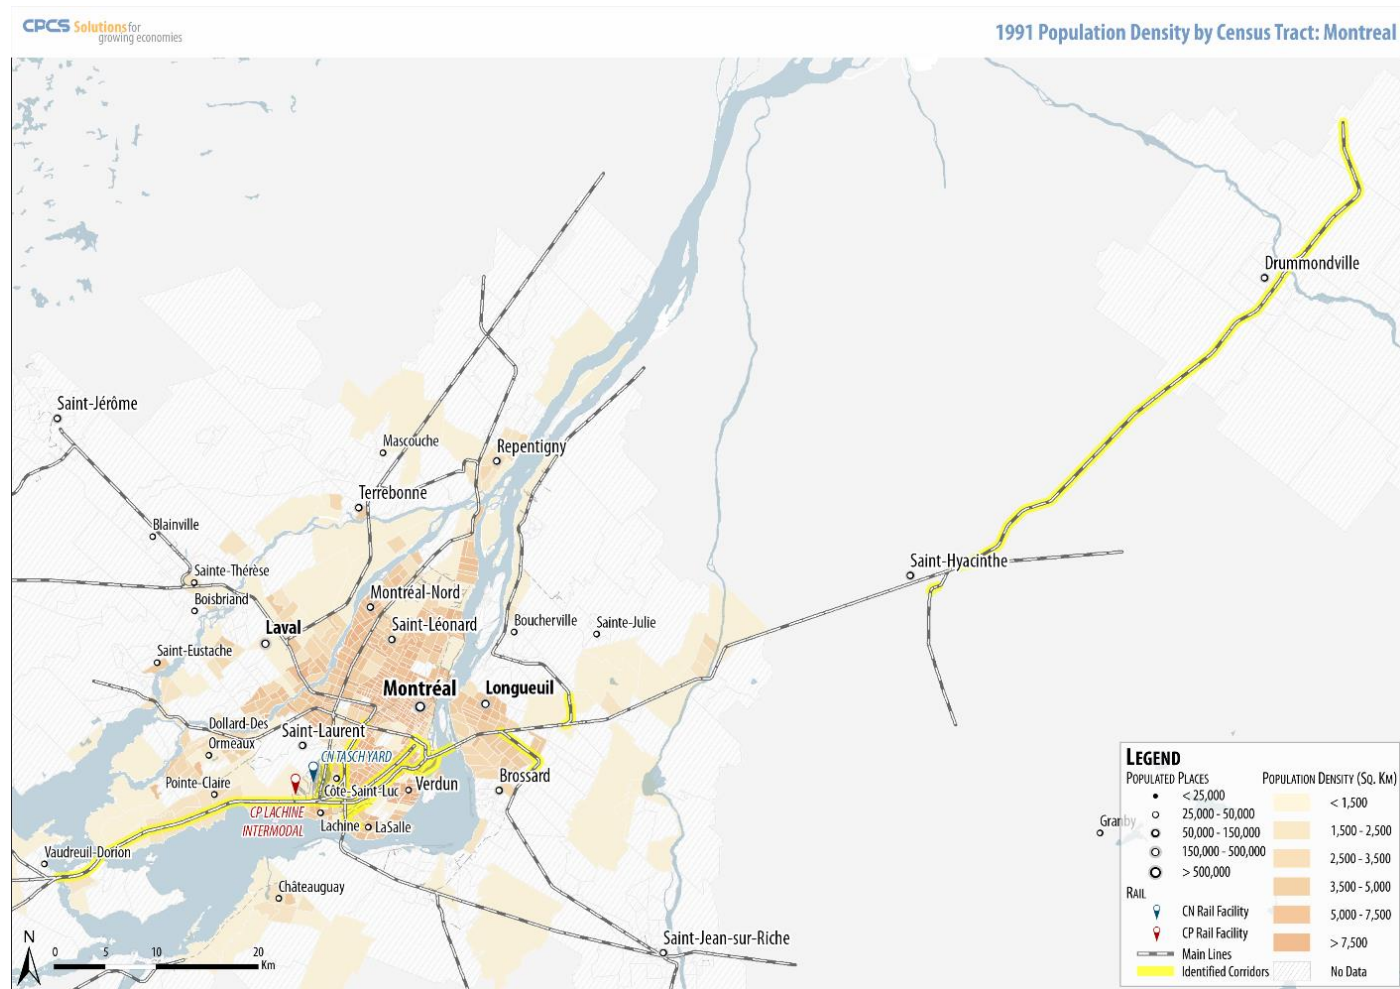 CPCS Solutions for
growing economies
1991 Population Density by Census Tract: Montreal
Drummondville
Saint-Jérôme
Mascouche
Repentigny
Terrebonne
Blainville
Saint-Hyacinthe
Sainte-Thérèse
Boisbriand
Montréal-Nord
Saint-Léonard
Boucherville
Sainte-Julie
Laval
Saint-Eustache
Montréal
Longueuil
Dollard-Des
Ormeaux
Saint-Laurent
CN TASCH YARD
Pointe-Claire
Côte-Saint-Luc
Verdun
Brossard
CP LACHINE
INTERMODAL
Lachine
LaSalle
Granby
Vaudreuil-Dorion
Châteauguay
Saint-Jean-sur-Riche
N
0 5 10 20
Km
LEGEND
POPULATED PLACES
< 25,000
25,000 - 50,000
50,000 - 150,000
150,000 - 500,000
> 500,000
RAIL
CN Rail Facility
CP Rail Facility
Main Lines
Identified Corridors
POPULATION DENSITY (SQ. KM)
< 1,500
1,500 - 2,500
2,500 - 3,500
3,500 - 5,000
5,000 - 7,500
> 7,500
No Data